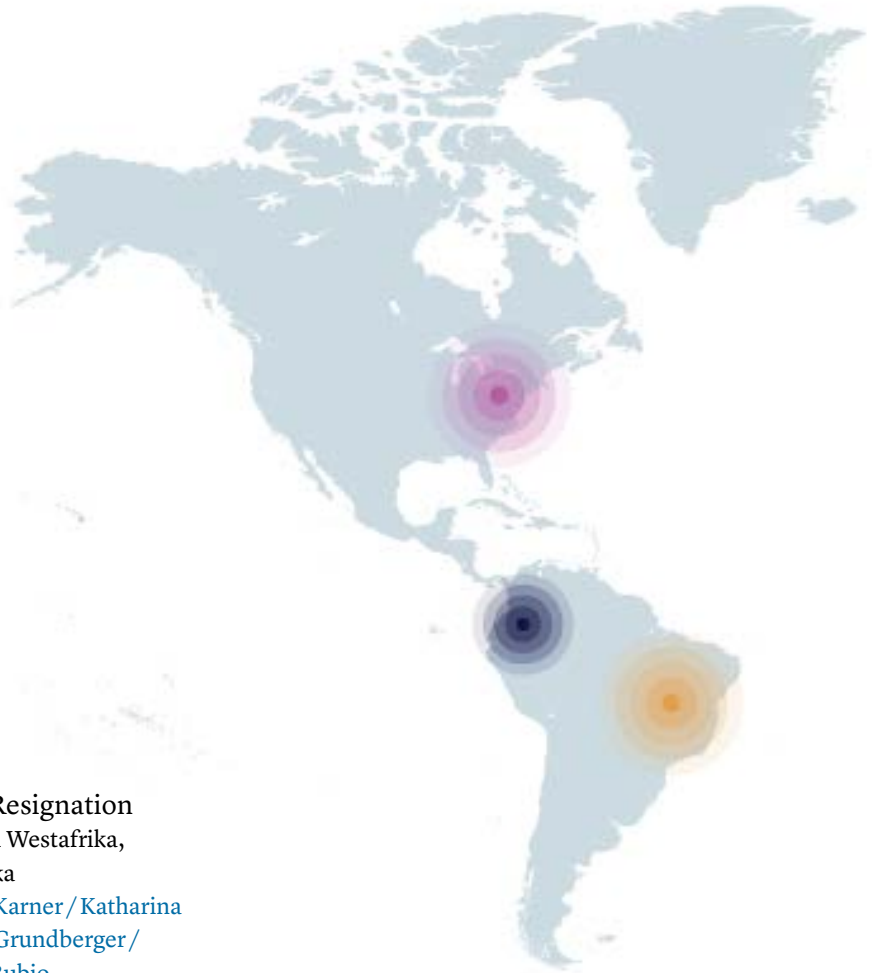 Resignation
Westafrika,
ka
Karner / Katharina
Grundberger /